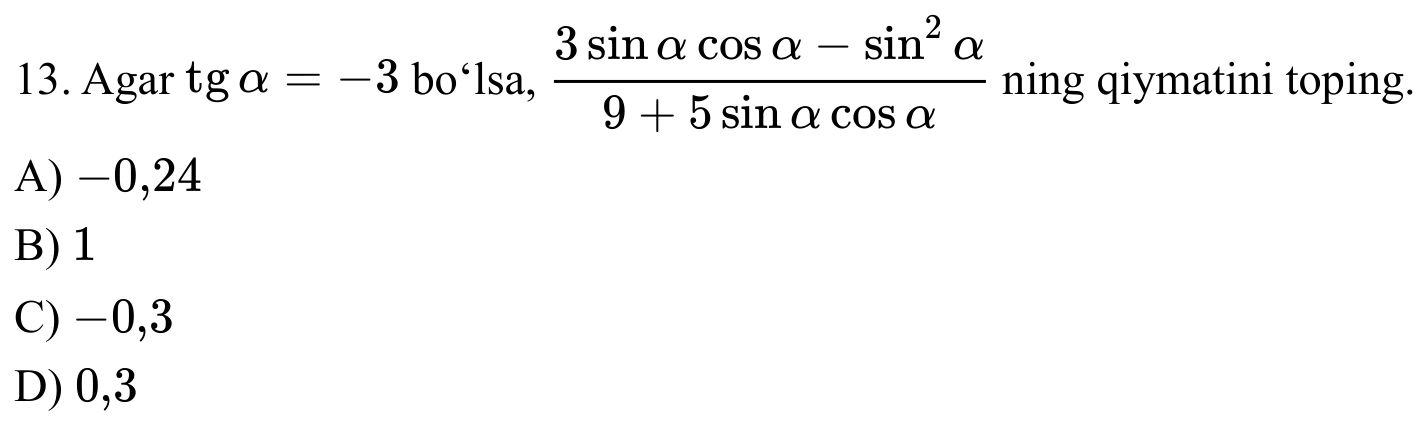 13. Agar tg α = −3 bo‘lsa, \frac{3 sin α cos α − sin² α}{9 + 5 sin α cos α} ning qiymatini toping.
A) −0,24
B) 1
C) −0,3
D) 0,3